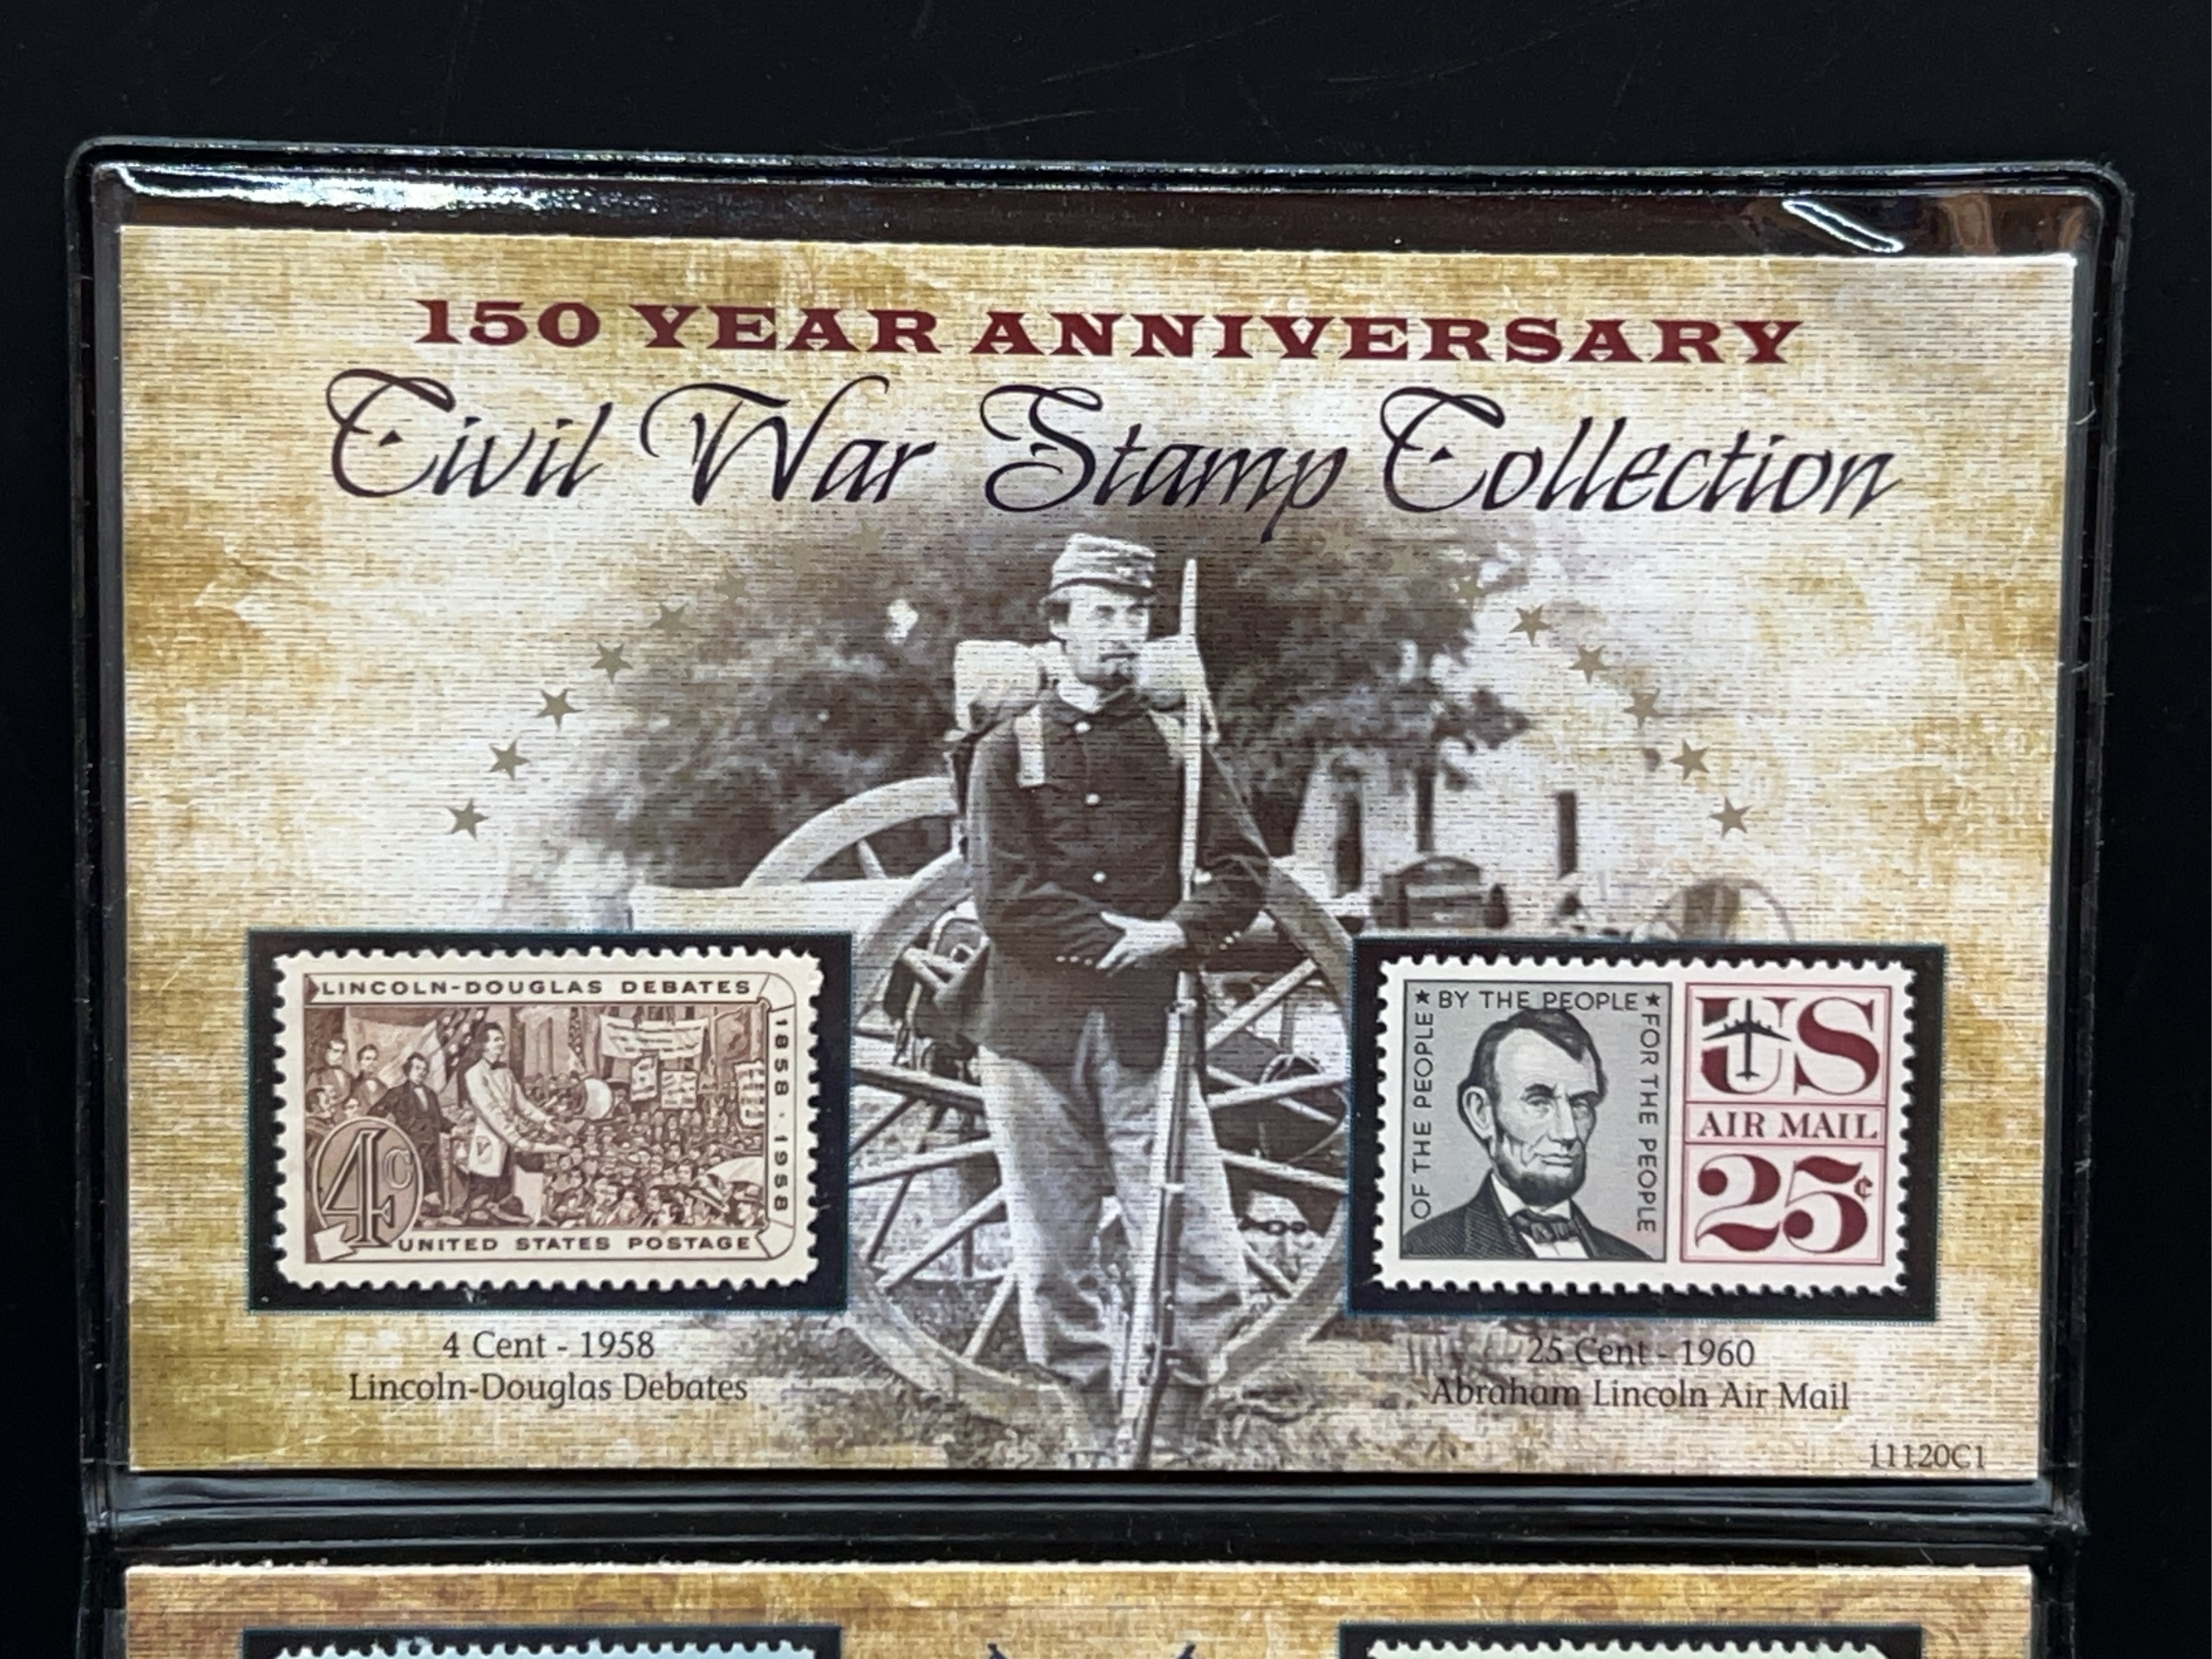 150 YEAR ANNIVERSARY
Civil War Stamp Collection
LINCOLN-DOUGLAS DEBATES
1858 · 1958
4¢
UNITED STATES POSTAGE
4 Cent - 1958
Lincoln-Douglas Debates
OF THE PEOPLE
★ BY THE PEOPLE ★
FOR THE PEOPLE
US
AIR MAIL
25¢
25 Cent - 1960
Abraham Lincoln Air Mail
11120C1